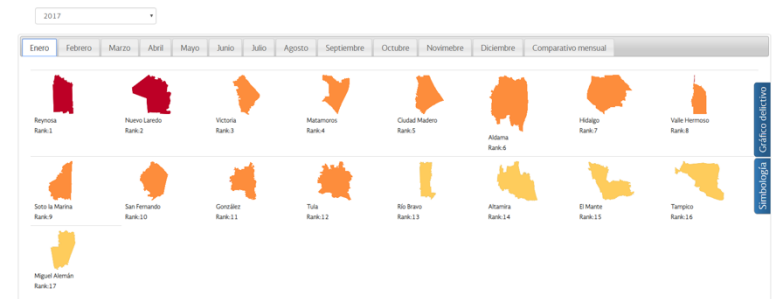 2017
Enero Febrero Marzo Abril Mayo Junio Julio Agosto Septiembre Octubre Novimebre Diciembre Comparativo mensual
Reynosa
Rank:1
Nuevo Laredo
Rank:2
Victoria
Rank:3
Matamoros
Rank:4
Ciudad Madero
Rank:5
Aldama
Rank:6
Hidalgo
Rank:7
Valle Hermoso
Rank:8
Gráfico delictivo
Soto la Marina
Rank:9
San Fernando
Rank:10
González
Rank:11
Tula
Rank:12
Río Bravo
Rank:13
Altamira
Rank:14
El Mante
Rank:15
Tampico
Rank:16
Simbología
Miguel Alemán
Rank:17